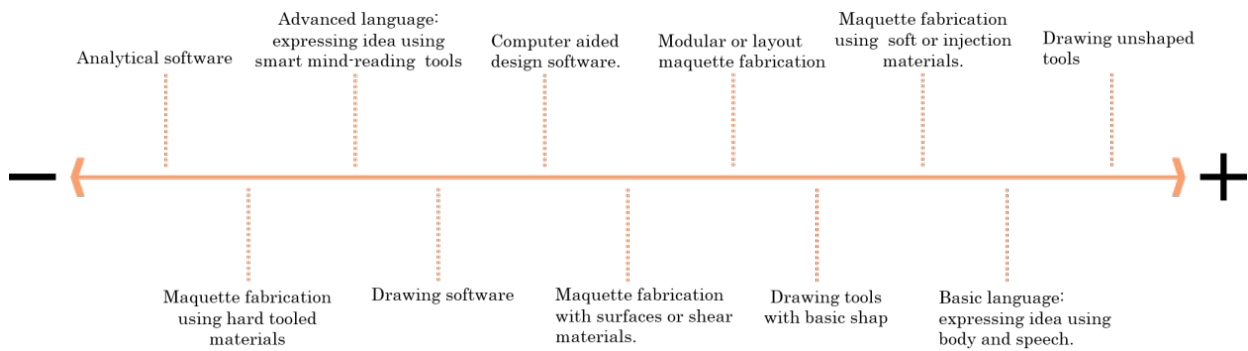 Analytical software
Advanced language:
expressing idea using
smart mind-reading tools
Computer aided
design software.
Modular or layout
maquette fabrication
Maquette fabrication
using soft or injection
materials.
Drawing unshaped
tools
Maquette fabrication
using hard tooled
materials
Drawing software
Maquette fabrication
with surfaces or shear
materials.
Drawing tools
with basic shap
Basic language:
expressing idea using
body and speech.